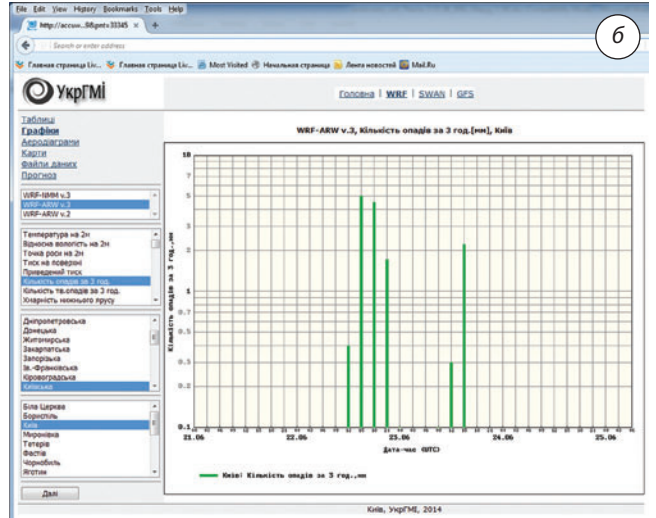 File Edit View History Bookmarks Tools Help
http://accuw...9&pmt=33345 × +
б
Search or enter address
Главная страница Liv... Главная страница Liv... Most Visited Начальная страница Лента новостей Mail.Ru
УкрГМІ
Головна | WRF | SWAN | GFS
Таблиці
Графіки
Аеродіаграми
Карти
Файли даних
Прогноз
WRF-NMM v.3
WRF-ARW v.3
WRF-ARW v.2
Температура на 2м
Відносна вологість на 2м
Точка роси на 2м
Тиск на поверхні
Приведений тиск
Кількість опадів за 3 год.
Кількість тв.опадів за 3 год.
Хмарність нижнього ярусу
Дніпропетровська
Донецька
Житомирська
Закарпатська
Запорізька
Ів.-Франківська
Кіровоградська
Київська
Біла Церква
Бориспіль
Київ
Миронівка
Тетерів
Фастів
Чорнобиль
Яготин
Далі
WRF-ARW v.3, Кількість опадів за 3 год.[мм], Київ
Кількість опадів за 3 год.,мм
10
7
5
3
2
1
0.7
0.5
0.3
0.2
0.1
21.06 22.06 23.06 24.06 25.06
Дата-час (UTC)
Київ: Кількість опадів за 3 год.,мм
Київ, УкрГМІ, 2014